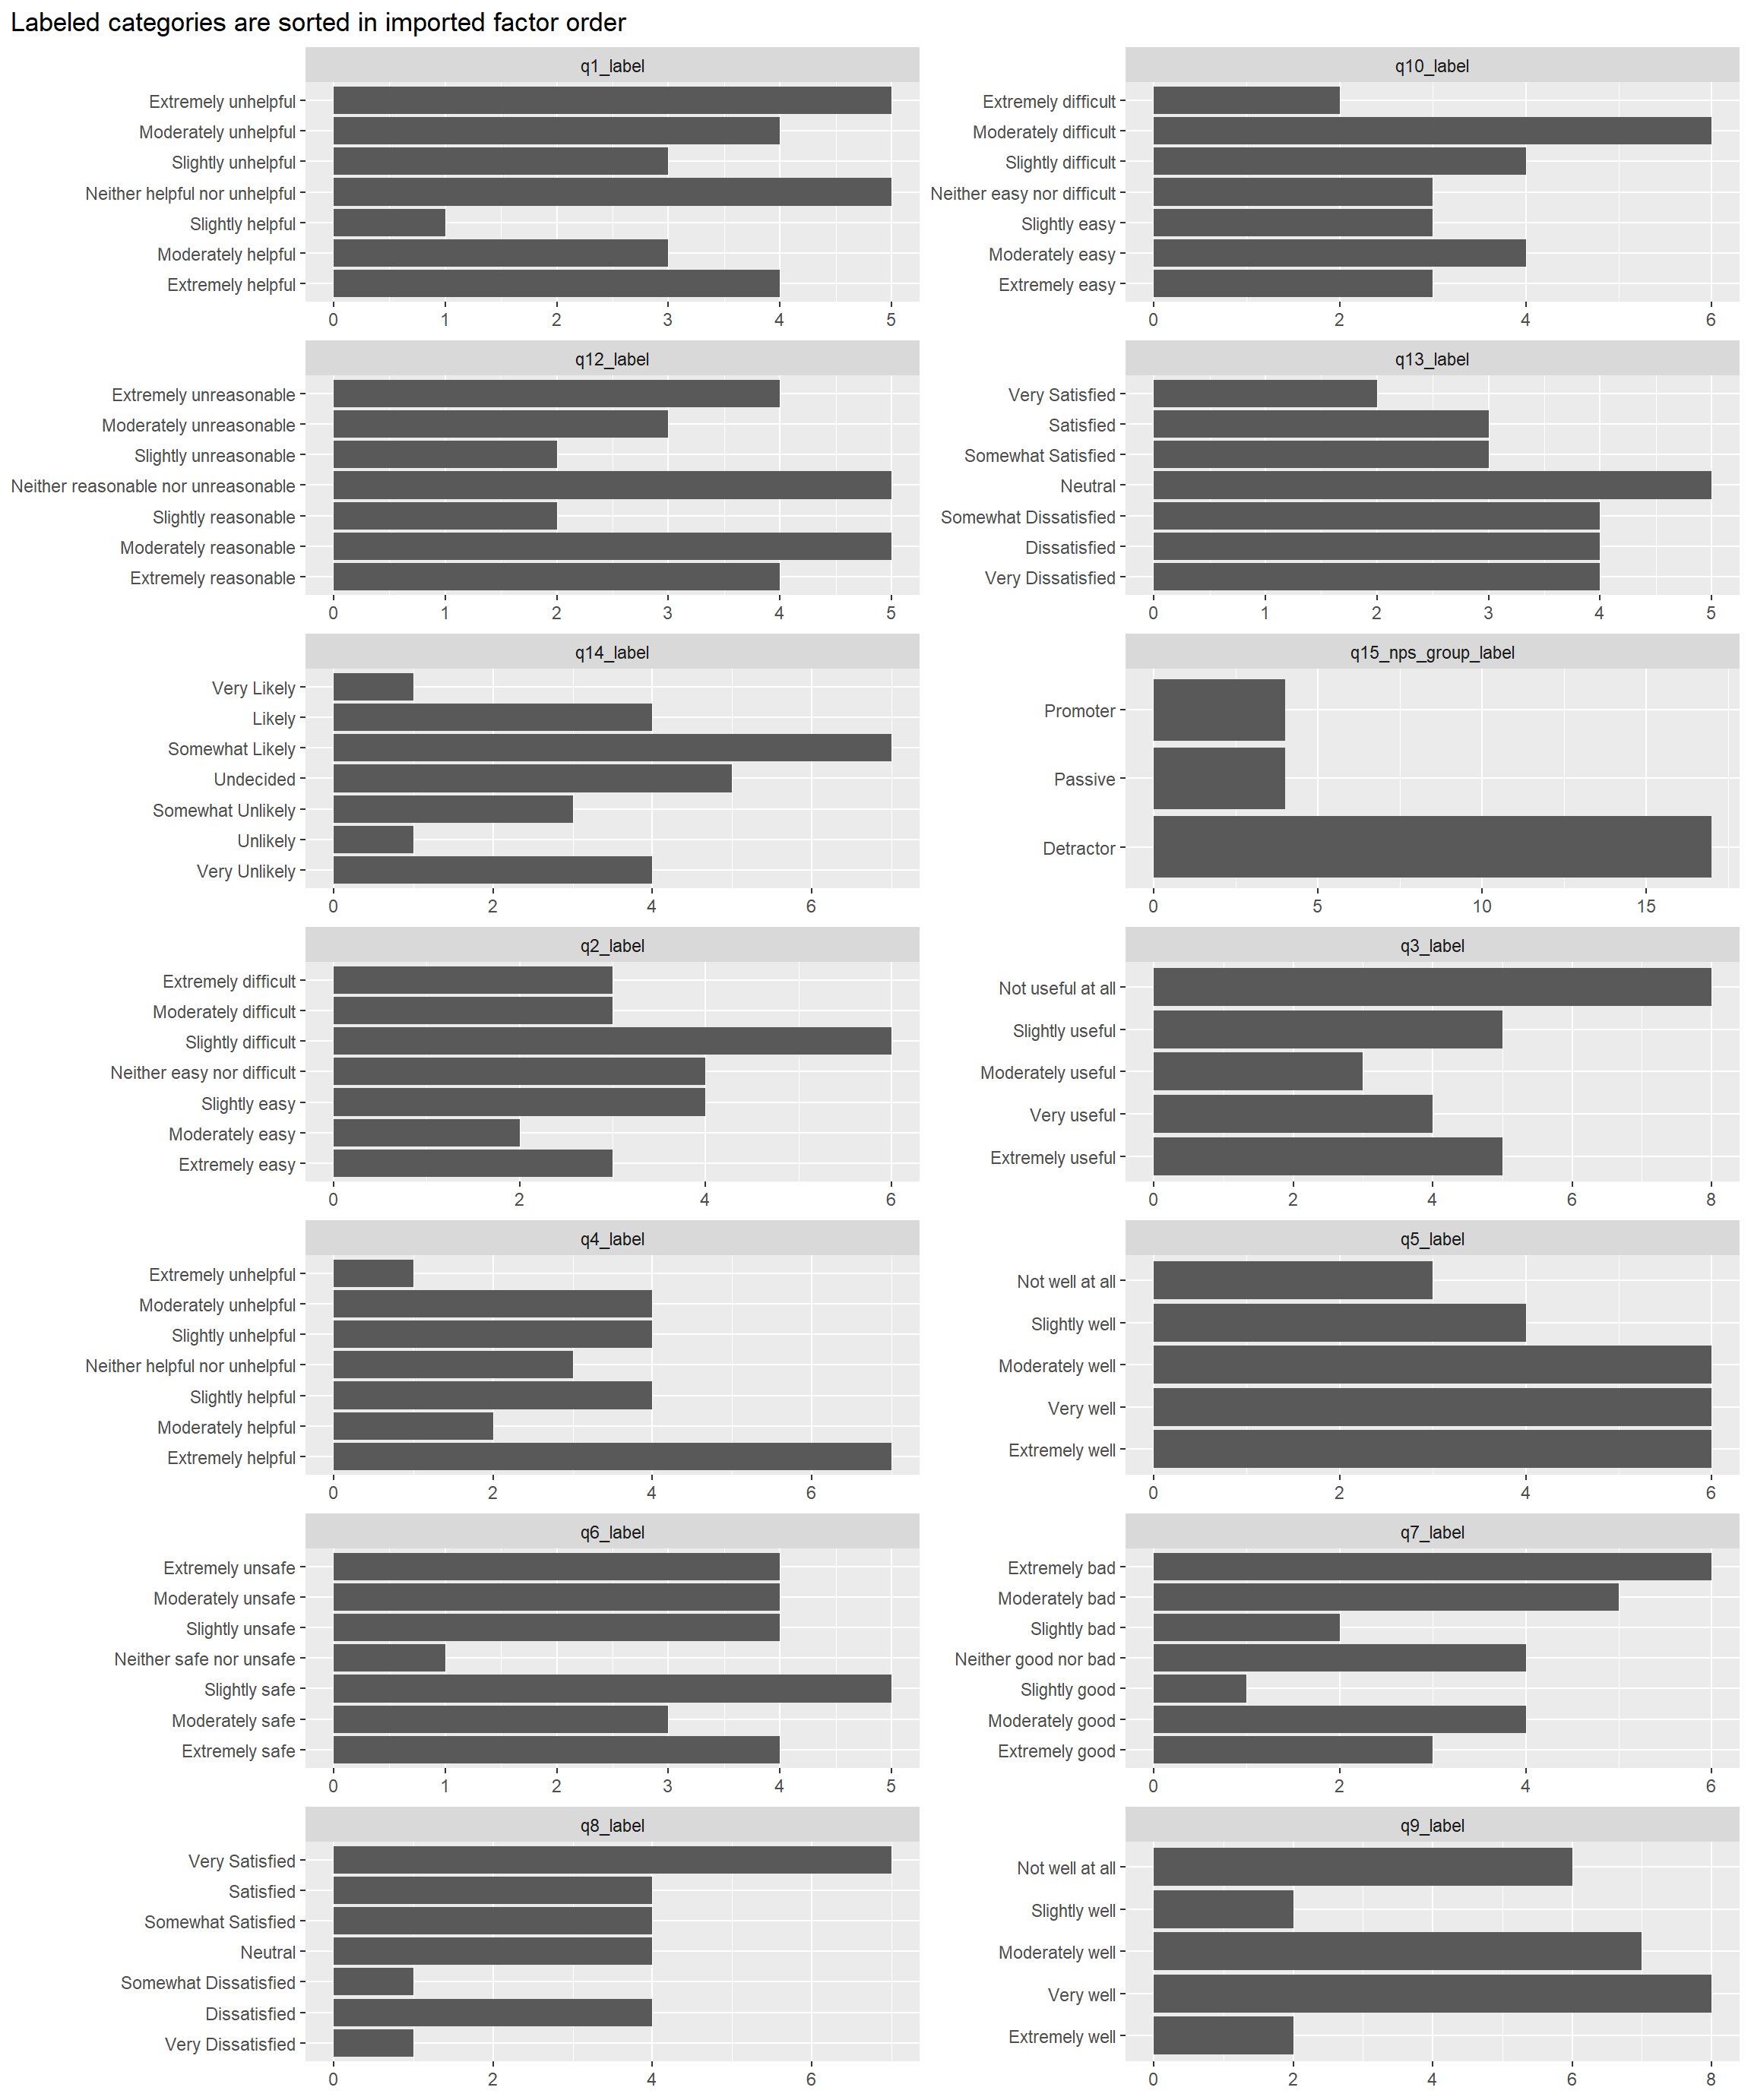 Labeled categories are sorted in imported factor order
q1_label
Extremely unhelpful
Moderately unhelpful
Slightly unhelpful
Neither helpful nor unhelpful
Slightly helpful
Moderately helpful
Extremely helpful
0 1 2 3 4 5
q10_label
Extremely difficult
Moderately difficult
Slightly difficult
Neither easy nor difficult
Slightly easy
Moderately easy
Extremely easy
0 2 4 6
q12_label
Extremely unreasonable
Moderately unreasonable
Slightly unreasonable
Neither reasonable nor unreasonable
Slightly reasonable
Moderately reasonable
Extremely reasonable
0 1 2 3 4 5
q13_label
Very Satisfied
Satisfied
Somewhat Satisfied
Neutral
Somewhat Dissatisfied
Dissatisfied
Very Dissatisfied
0 1 2 3 4 5
q14_label
Very Likely
Likely
Somewhat Likely
Undecided
Somewhat Unlikely
Unlikely
Very Unlikely
0 2 4 6
q15_nps_group_label
Promoter
Passive
Detractor
0 5 10 15
q2_label
Extremely difficult
Moderately difficult
Slightly difficult
Neither easy nor difficult
Slightly easy
Moderately easy
Extremely easy
0 2 4 6
q3_label
Not useful at all
Slightly useful
Moderately useful
Very useful
Extremely useful
0 2 4 6 8
q4_label
Extremely unhelpful
Moderately unhelpful
Slightly unhelpful
Neither helpful nor unhelpful
Slightly helpful
Moderately helpful
Extremely helpful
0 2 4 6
q5_label
Not well at all
Slightly well
Moderately well
Very well
Extremely well
0 2 4 6
q6_label
Extremely unsafe
Moderately unsafe
Slightly unsafe
Neither safe nor unsafe
Slightly safe
Moderately safe
Extremely safe
0 1 2 3 4 5
q7_label
Extremely bad
Moderately bad
Slightly bad
Neither good nor bad
Slightly good
Moderately good
Extremely good
0 2 4 6
q8_label
Very Satisfied
Satisfied
Somewhat Satisfied
Neutral
Somewhat Dissatisfied
Dissatisfied
Very Dissatisfied
0 2 4 6
q9_label
Not well at all
Slightly well
Moderately well
Very well
Extremely well
0 2 4 6 8